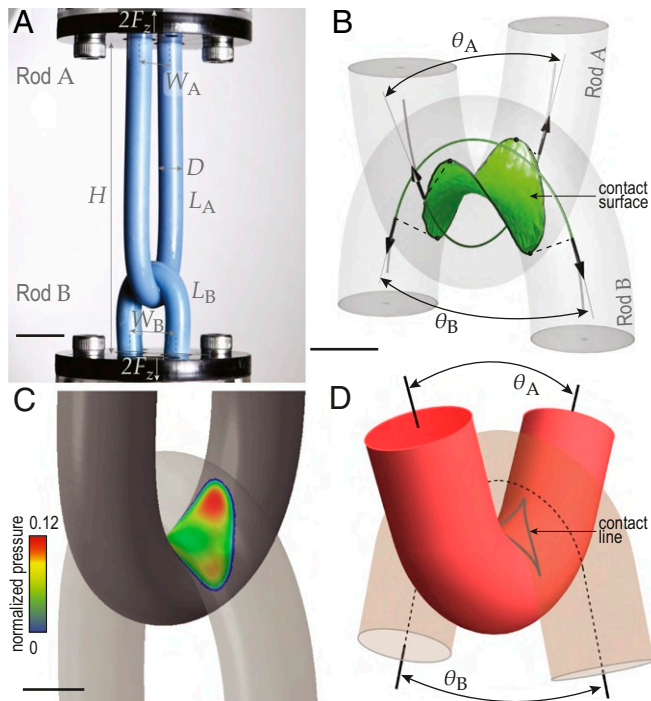 A
2F_z
Rod A
W_A
D
H
L_A
Rod B
L_B
W_B
2F_z
B
θ_A
Rod A
contact
surface
θ_B
Rod B
C
normalized pressure
0.12
0
D
θ_A
contact
line
θ_B